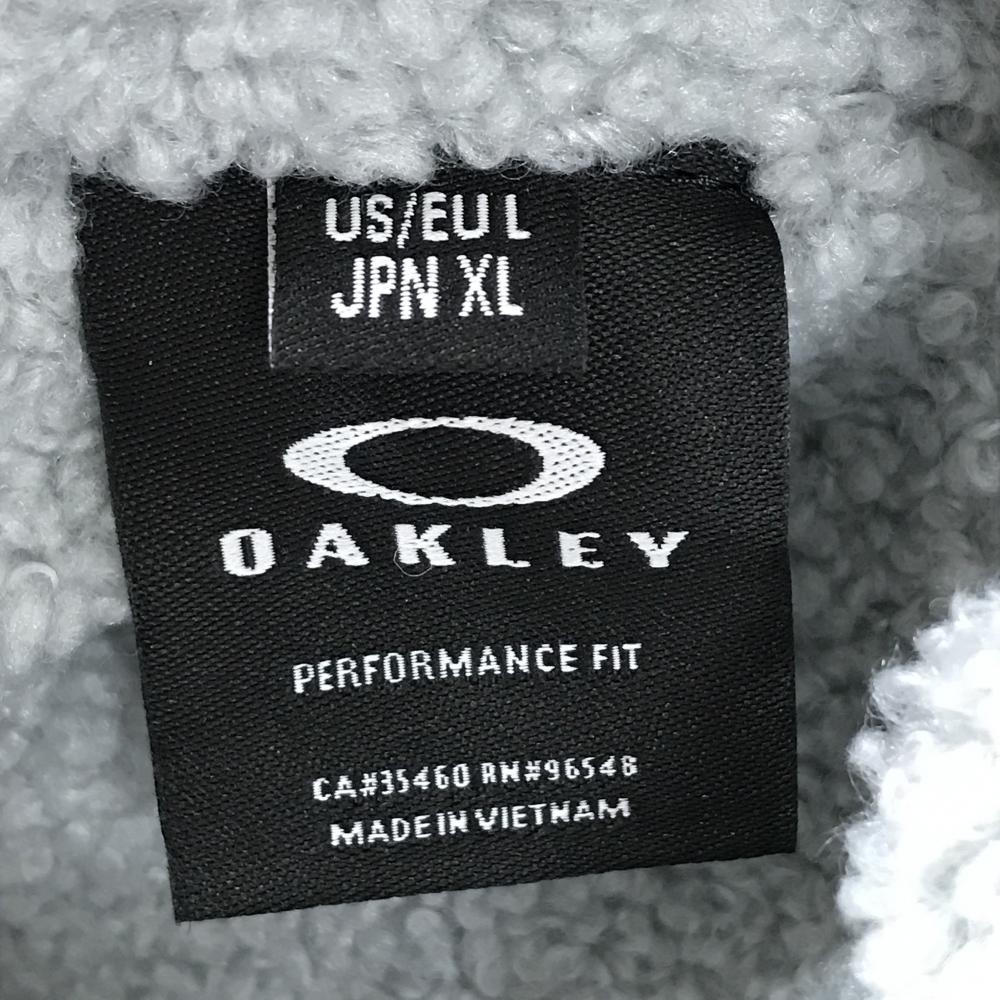 US/EU L
JPN XL
OAKLEY
PERFORMANCE FIT
CA#35460 RN#96548
MADE IN VIETNAM